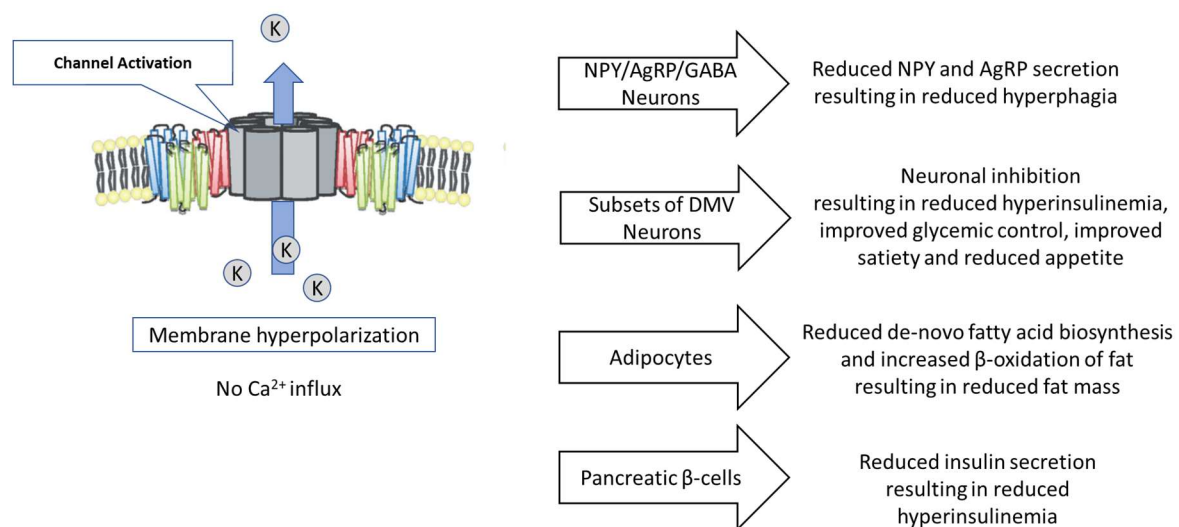 K
Channel Activation
K
K
K
Membrane hyperpolarization
No Ca²⁺ influx
NPY/AgRP/GABA
Neurons
Reduced NPY and AgRP secretion
resulting in reduced hyperphagia
Subsets of DMV
Neurons
Neuronal inhibition
resulting in reduced hyperinsulinemia,
improved glycemic control, improved
satiety and reduced appetite
Adipocytes
Reduced de-novo fatty acid biosynthesis
and increased β-oxidation of fat
resulting in reduced fat mass
Pancreatic β-cells
Reduced insulin secretion
resulting in reduced
hyperinsulinemia